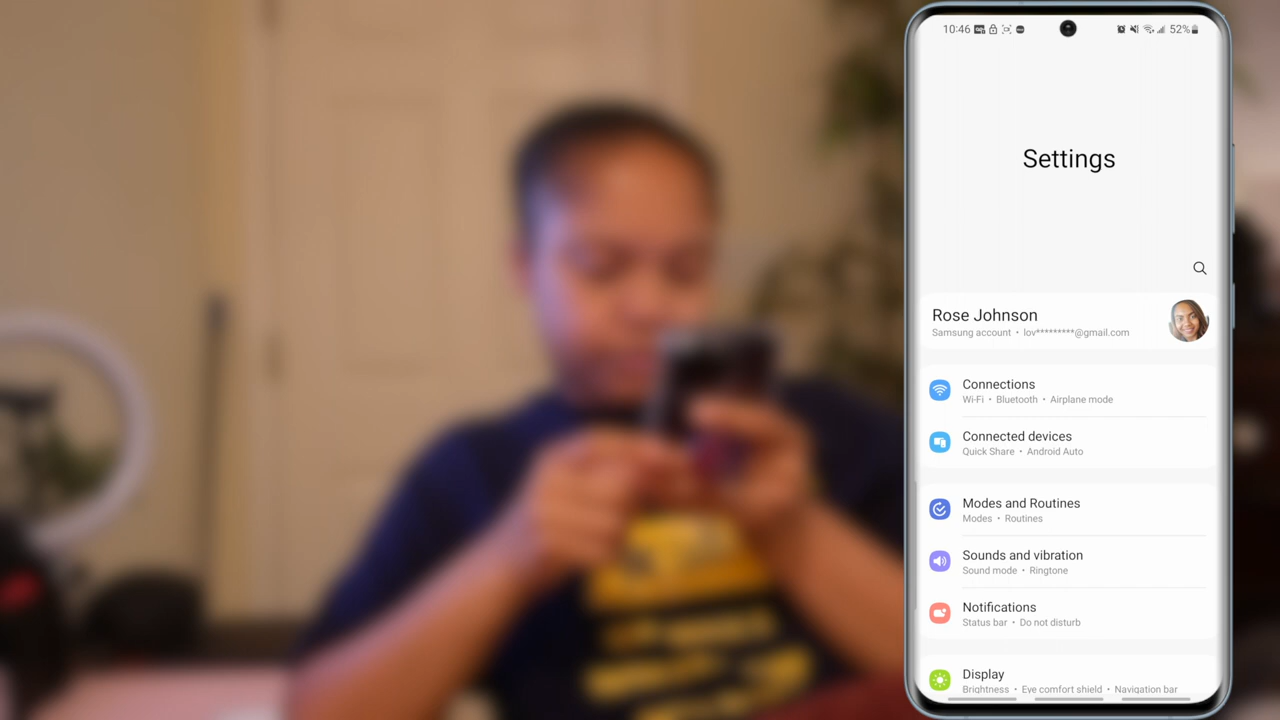 10:46 52%
Settings
Rose Johnson
Samsung account • lov*********@gmail.com
Connections
Wi-Fi • Bluetooth • Airplane mode
Connected devices
Quick Share • Android Auto
Modes and Routines
Modes • Routines
Sounds and vibration
Sound mode • Ringtone
Notifications
Status bar • Do not disturb
Display
Brightness • Eye comfort shield • Navigation bar